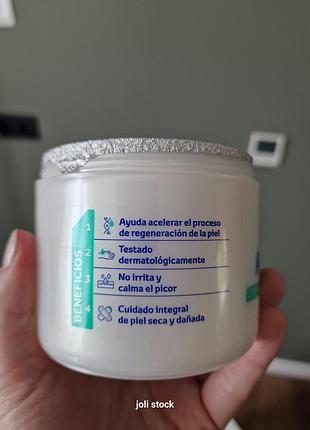 BENEFICIOS
1
Ayuda acelerar el proceso
de regeneración de la piel
2
Testado
dermatológicamente
3
No irrita y
calma el picor
4
Cuidado integral
de piel seca y dañada
joli stock